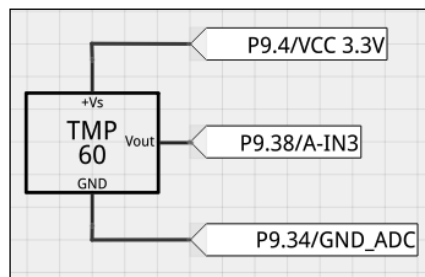 P9.4/VCC 3.3V
+Vs
TMP
60
Vout
P9.38/A-IN3
GND
P9.34/GND_ADC